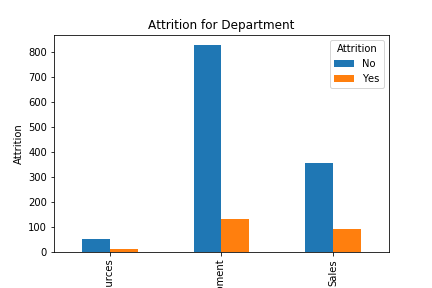 Attrition for Department
Attrition
No
Yes
Attrition
800
700
600
500
400
300
200
100
0
urces
ment
Sales